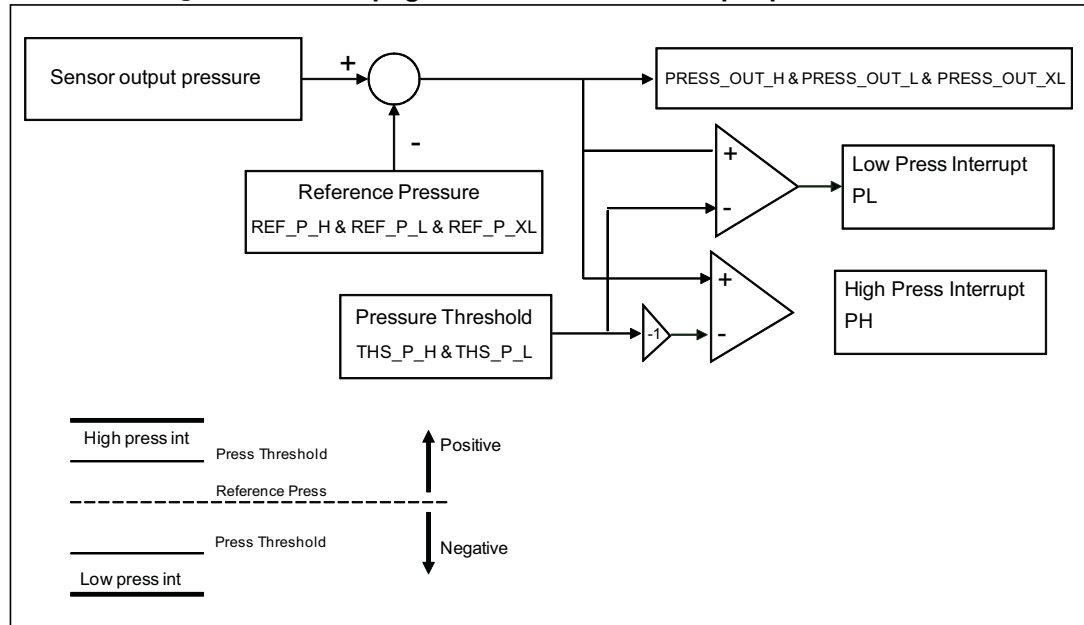 Sensor output pressure
+
PRESS_OUT_H & PRESS_OUT_L & PRESS_OUT_XL
-
Reference Pressure
REF_P_H & REF_P_L & REF_P_XL
+
-
Low Press Interrupt
PL
+
-
High Press Interrupt
PH
Pressure Threshold
THS_P_H & THS_P_L
-1
High press int
Press Threshold
Positive
Reference Press
Press Threshold
Negative
Low press int